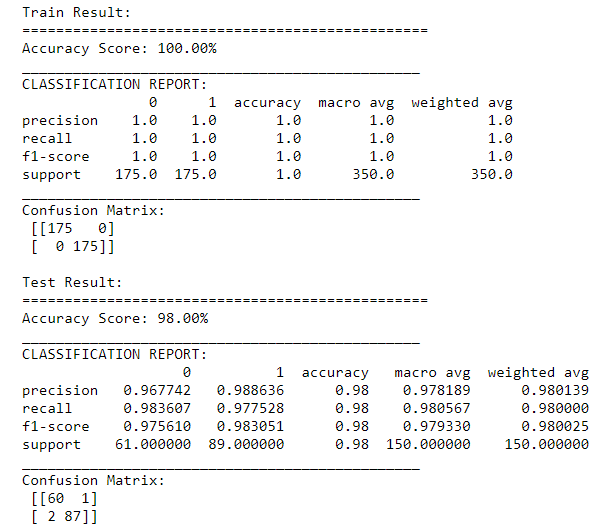 Train Result:
================================================
Accuracy Score: 100.00%
_______________________________________________
CLASSIFICATION REPORT:
               0      1  accuracy  macro avg  weighted avg
precision    1.0    1.0       1.0        1.0           1.0
recall       1.0    1.0       1.0        1.0           1.0
f1-score     1.0    1.0       1.0        1.0           1.0
support    175.0  175.0       1.0      350.0         350.0
_______________________________________________
Confusion Matrix:
 [[175   0]
 [  0 175]]

Test Result:
================================================
Accuracy Score: 98.00%
_______________________________________________
CLASSIFICATION REPORT:
                   0          1  accuracy   macro avg  weighted avg
precision   0.967742   0.988636      0.98    0.978189      0.980139
recall      0.983607   0.977528      0.98    0.980567      0.980000
f1-score    0.975610   0.983051      0.98    0.979330      0.980025
support    61.000000  89.000000      0.98  150.000000    150.000000
_______________________________________________
Confusion Matrix:
 [[60  1]
 [ 2 87]]